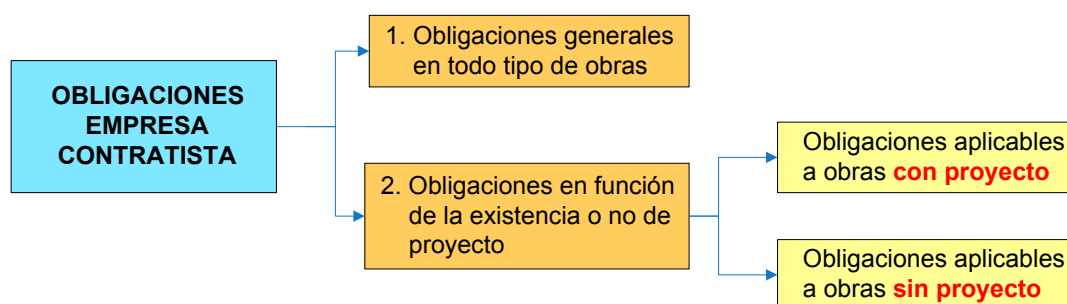 OBLIGACIONES
EMPRESA
CONTRATISTA
1. Obligaciones generales
en todo tipo de obras
2. Obligaciones en función
de la existencia o no de
proyecto
Obligaciones aplicables
a obras con proyecto
Obligaciones aplicables
a obras sin proyecto